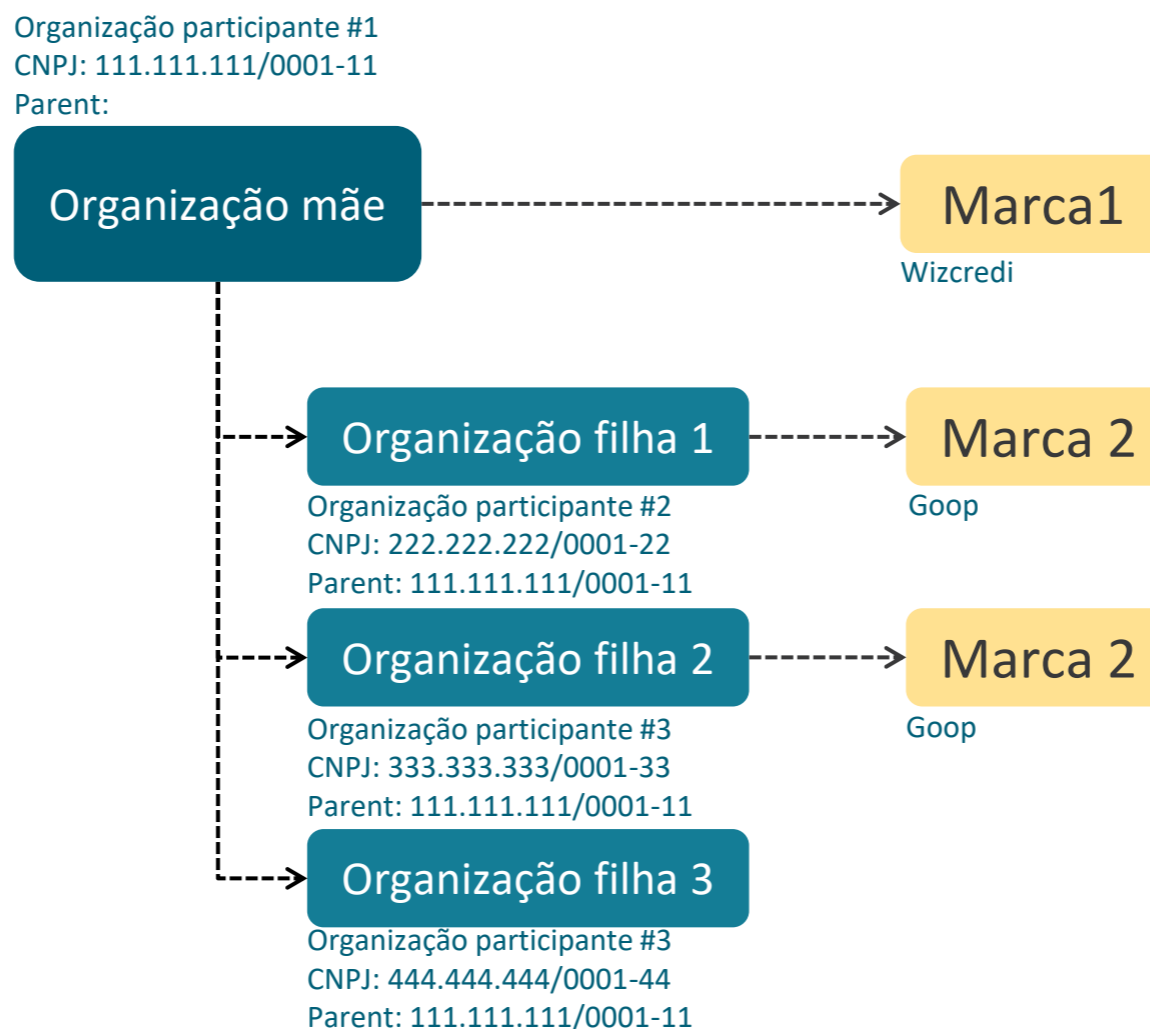 Organização participante #1
CNPJ: 111.111.111/0001-11
Parent:
Organização mãe
Marca1
Wizcredi
Organização filha 1
Marca 2
Organização participante #2
Goop
CNPJ: 222.222.222/0001-22
Parent: 111.111.111/0001-11
Organização filha 2
Marca 2
Organização participante #3
Goop
CNPJ: 333.333.333/0001-33
Parent: 111.111.111/0001-11
Organização filha 3
Organização participante #3
CNPJ: 444.444.444/0001-44
Parent: 111.111.111/0001-11